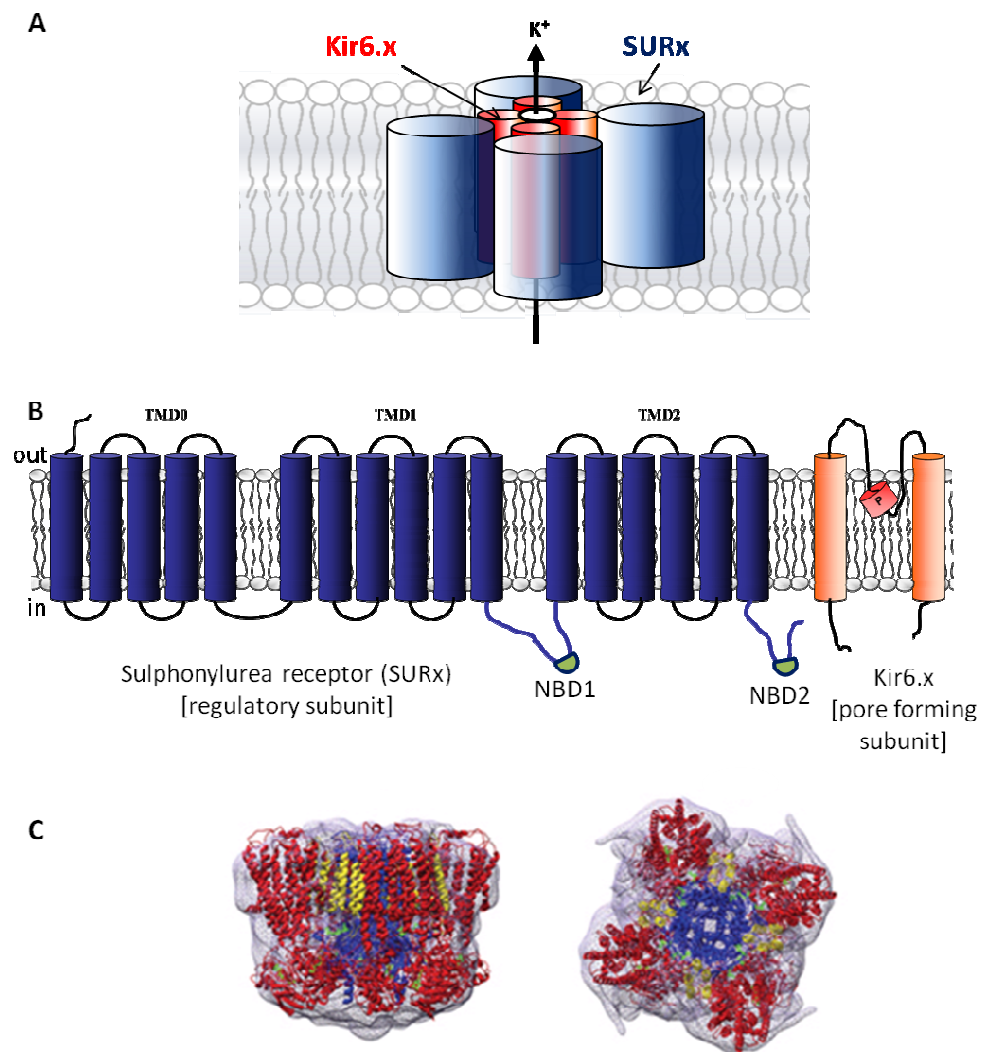 A
K+
Kir6.x
SURx
B
TMD0
TMD1
TMD2
out
P
in
Sulphonylurea receptor (SURx)
[regulatory subunit]
NBD1
NBD2
Kir6.x
[pore forming
subunit]
C